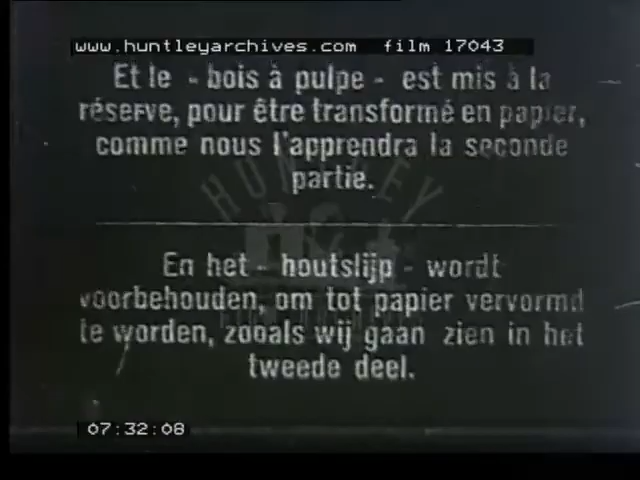 www.huntleyarchives.com film 17043
Et le - bois à pulpe - est mis à la
réserve, pour être transformé en papier,
comme nous l'apprendra la seconde
partie.
HUNTLEY
En het - houtslijp - wordt
voorbehouden, om tot papier vervormd
te worden, zooals wij gaan zien in het
tweede deel.
07:32:08